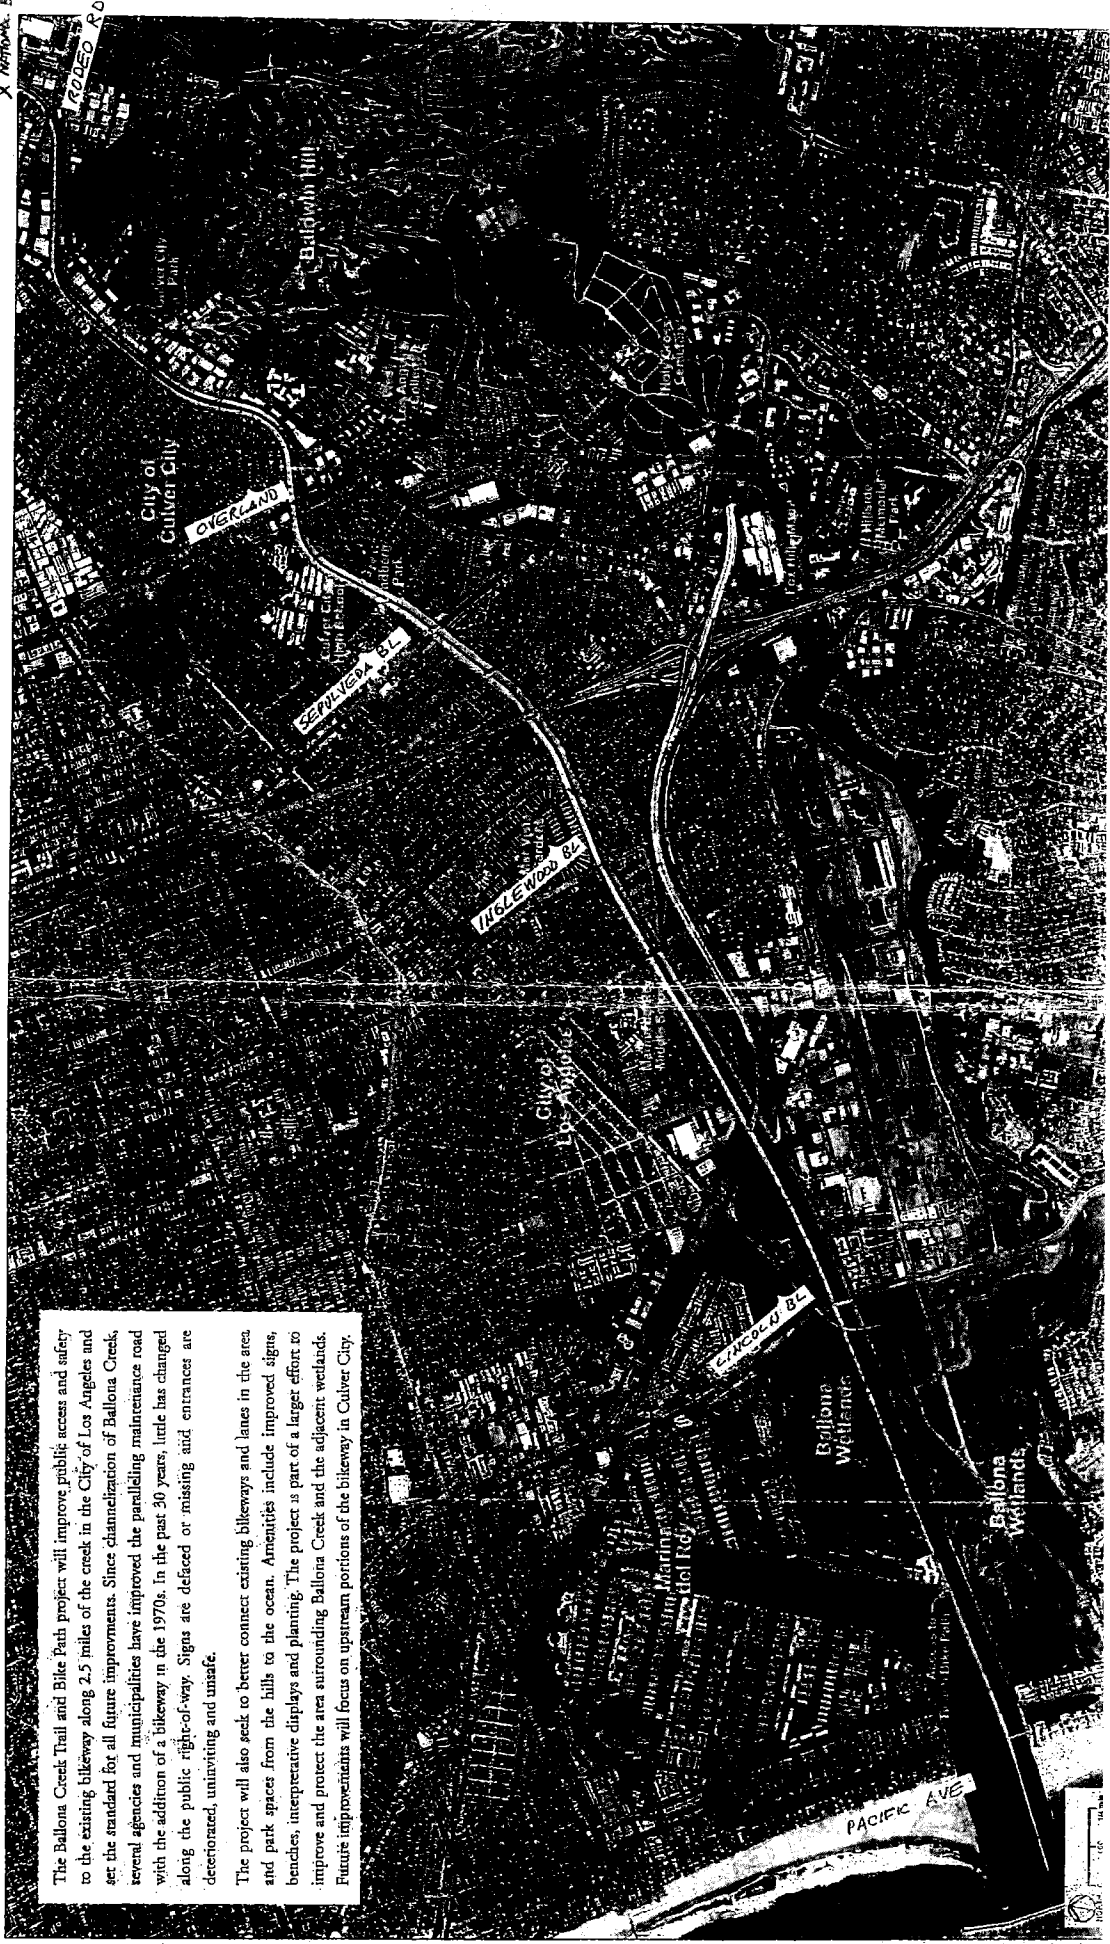 The Ballona Creek Trail and Bike Path project will improve public access and safety
to the existing bikeway along 2.5 miles of the creek in the City of Los Angeles and
set the standard for all future improvments. Since channelization of Ballona Creek,
several agencies and municipalities have improved the paralleling maintenance road
with the addition of a bikeway in the 1970s. In the past 30 years, little has changed
along the public right-of-way. Signs are defaced or missing and entrances are
deteriorated, uninviting and unsafe.
The project will also seek to better connect existing bikeways and lanes in the area
and park spaces from the hills to the ocean. Amenities include improved signs,
benches, interpretative displays and planting. The project is part of a larger effort to
improve and protect the area surrounding Ballona Creek and the adjacent wetlands.
Future improvements will focus on upstream portions of the bikeway in Culver City.
PACIFIC AVE
Marina
del Rey
Ballona
Wetlands
Ballona
Wetlands
LINCOLN BL
City of
Los Angeles
INGLEWOOD BL
SEPULVEDA BL
OVERLAND
City of
Culver City
Hillside
Memorial
Park
Baldwin Hill
RODEO RD